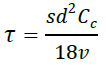 τ = sd²C_c / 18v